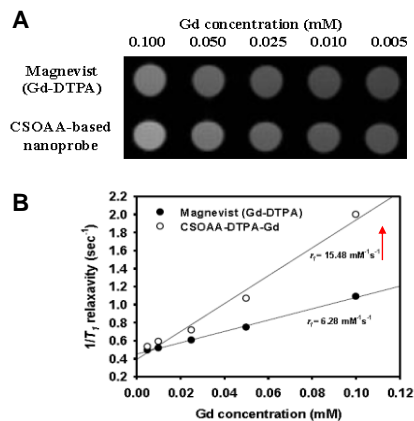 A
Gd concentration (mM)
0.100 0.050 0.025 0.010 0.005
Magnevist
(Gd-DTPA)
CSOAA-based
nanoprobe
B
2.2
2.0
1.8
1.6
1.4
1.2
1.0
0.8
0.6
0.4
0.2
1/T1 relaxavity (sec-1)
Magnevist (Gd-DTPA)
CSOAA-DTPA-Gd
r1= 15.48 mM-1s-1
r1= 6.28 mM-1s-1
0.00 0.02 0.04 0.06 0.08 0.10 0.12
Gd concentration (mM)